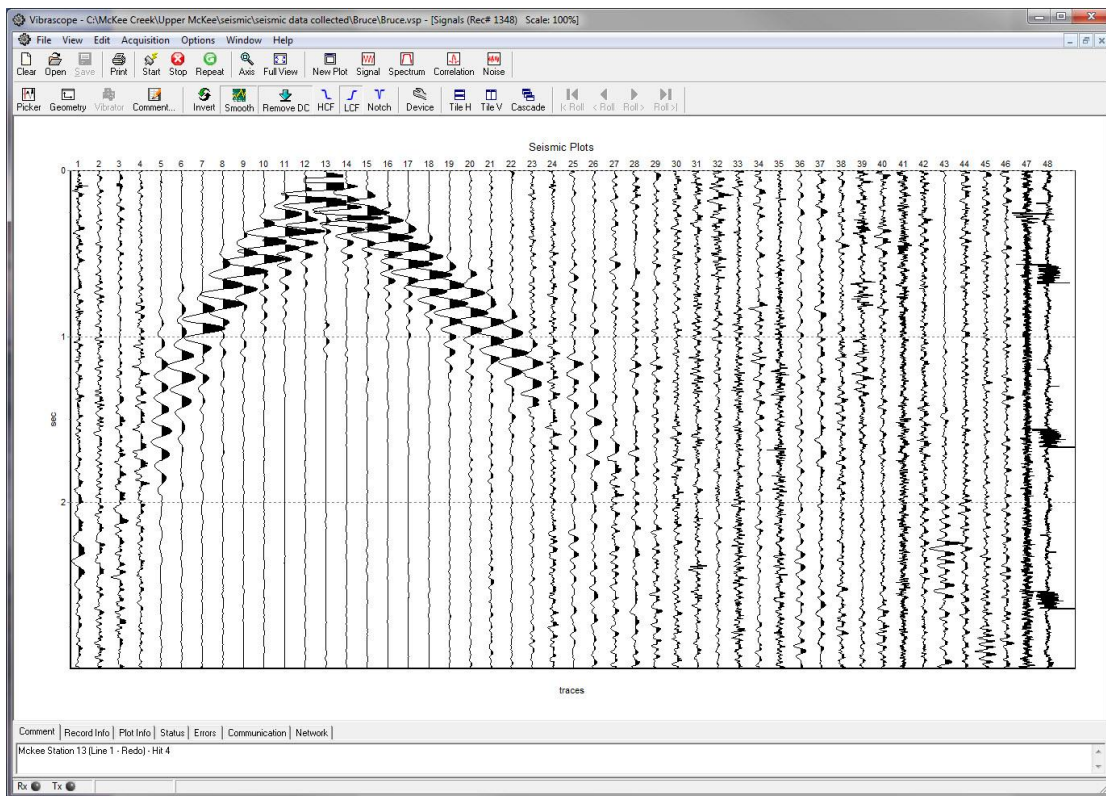 Vibrascope - C:\McKee Creek\Upper McKee\seismic\seismic data collected\Bruce\Bruce.vsp - [Signals (Rec# 1348) Scale: 100%]
File View Edit Acquisition Options Window Help
Clear Open Save Print Start Stop Repeat Axis Full View New Plot Signal Spectrum Correlation Noise
Picker Geometry Vibrator Comment... Invert Smooth Remove DC HCF LCF Notch Device Tile H Tile V Cascade |< Roll < Roll Roll > Roll >|
Seismic Plots
1 2 3 4 5 6 7 8 9 10 11 12 13 14 15 16 17 18 19 20 21 22 23 24 25 26 27 28 29 30 31 32 33 34 35 36 37 38 39 40 41 42 43 44 45 46 47 48
0
1
sec
2
traces
Comment Record Info Plot Info Status Errors Communication Network
Mckee Station 13 (Line 1 - Redo) - Hit 4
Rx Tx